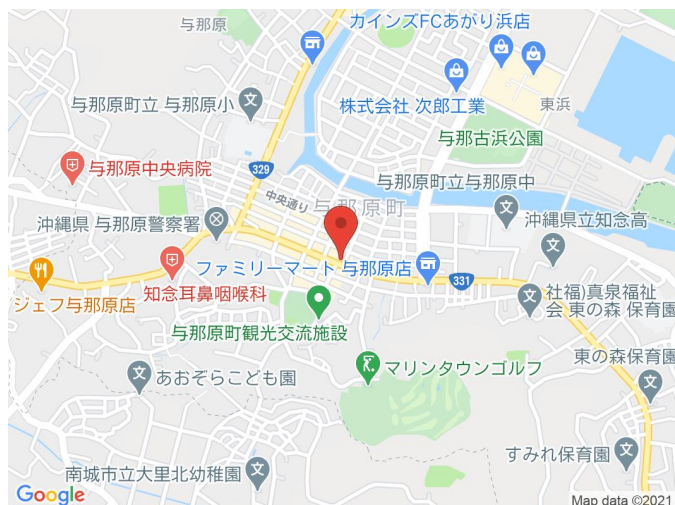 与那原
カインズFCあがり浜店
東浜
与那原町立 与那原小
株式会社 次郎工業
与那古浜公園
与那原中央病院
329
中央通り
与那原町
与那原町立与那原中
沖縄県 与那原警察署
沖縄県立知念高
ファミリーマート 与那原店
知念耳鼻咽喉科
331
ジェフ与那原店
社福)真泉福祉
会 東の森 保育園
与那原町観光交流施設
マリンタウンゴルフ
東の森保育園
あおぞらこども園
すみれ保育園
南城市立大里北幼稚園
Google
Map data ©2021